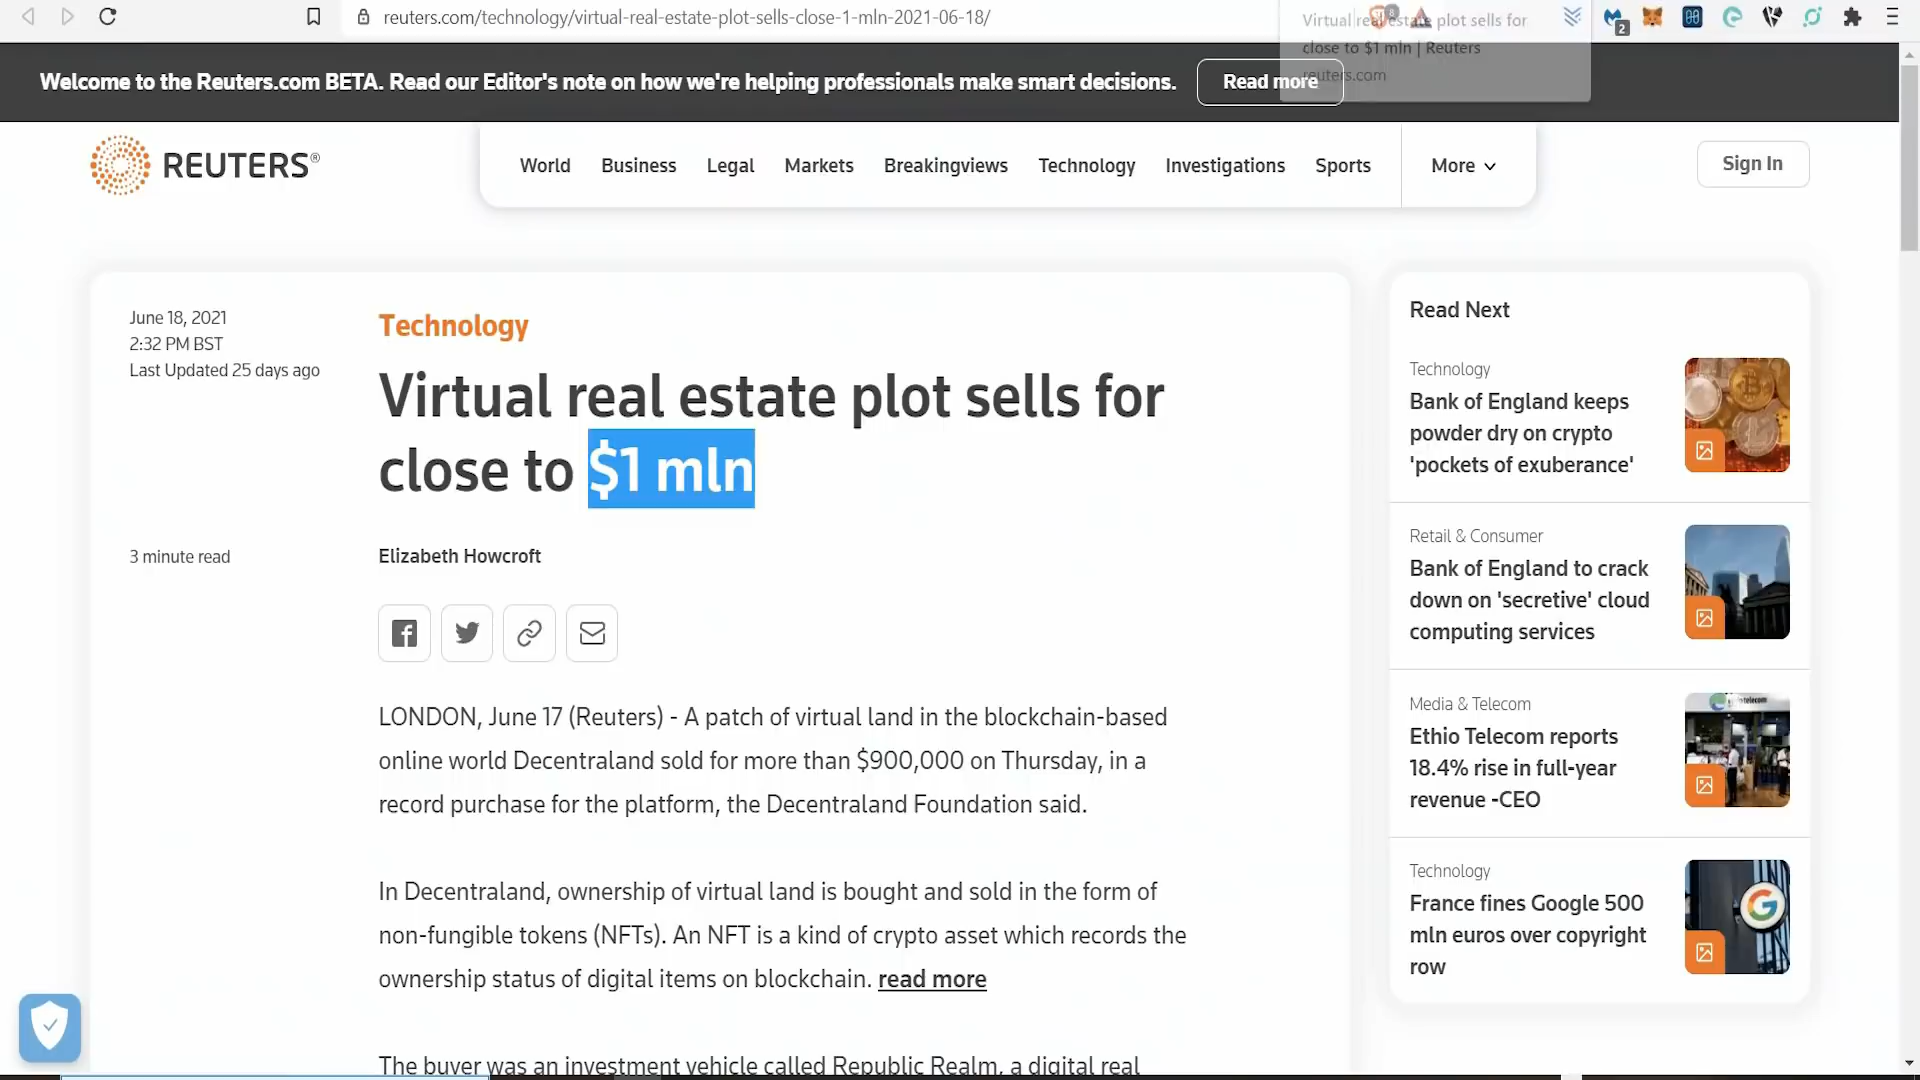 reuters.com/technology/virtual-real-estate-plot-sells-close-1-mln-2021-06-18/
Virtual real estate plot sells for
close to $1 mln | Reuters
reuters.com
8
2
Welcome to the Reuters.com BETA. Read our Editor's note on how we're helping professionals make smart decisions.
Read more
REUTERS®
World
Business
Legal
Markets
Breakingviews
Technology
Investigations
Sports
More
Sign In
June 18, 2021
2:32 PM BST
Last Updated 25 days ago
Technology
Virtual real estate plot sells for
close to $1 mln
3 minute read
Elizabeth Howcroft
LONDON, June 17 (Reuters) - A patch of virtual land in the blockchain-based
online world Decentraland sold for more than $900,000 on Thursday, in a
record purchase for the platform, the Decentraland Foundation said.
In Decentraland, ownership of virtual land is bought and sold in the form of
non-fungible tokens (NFTs). An NFT is a kind of crypto asset which records the
ownership status of digital items on blockchain. read more
The buyer was an investment vehicle called Republic Realm, a digital real
Read Next
Technology
Bank of England keeps
powder dry on crypto
'pockets of exuberance'
Retail & Consumer
Bank of England to crack
down on 'secretive' cloud
computing services
Media & Telecom
Ethio Telecom reports
18.4% rise in full-year
revenue -CEO
Technology
France fines Google 500
mln euros over copyright
row